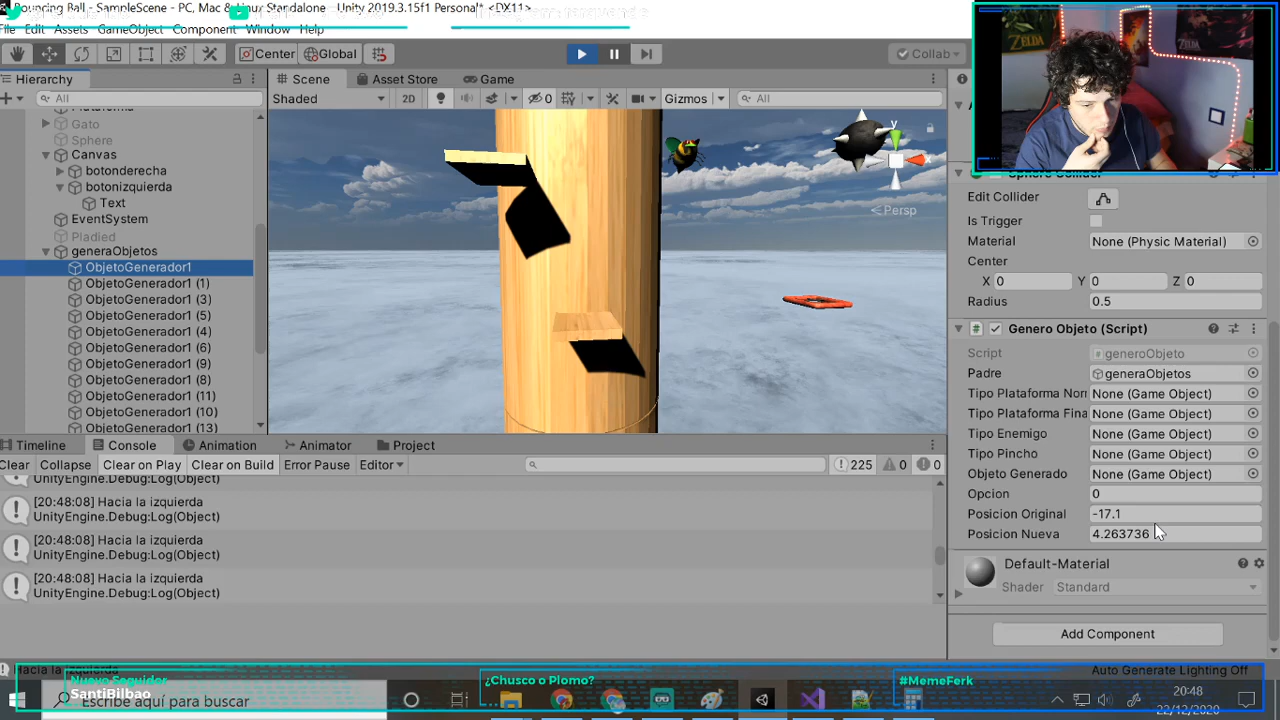 Bouncing Ball - SampleScene - PC, Mac & Linux Standalone - Unity 2019.3.15f1 Personal* <DX11>
File Edit Assets GameObject Component Window Help
Center Global Collab
Hierarchy
All
Plataforma
Gato
Sphere
Canvas
botonderecha
botonizquierda
Text
EventSystem
Pladied
generaObjetos
ObjetoGenerador1
ObjetoGenerador1 (1)
ObjetoGenerador1 (3)
ObjetoGenerador1 (5)
ObjetoGenerador1 (4)
ObjetoGenerador1 (6)
ObjetoGenerador1 (9)
ObjetoGenerador1 (8)
ObjetoGenerador1 (11)
ObjetoGenerador1 (10)
ObjetoGenerador1 (13)
Scene Asset Store Game
Shaded 2D 0 Gizmos All
y
x
Persp
ZELDA
Sphere Collider
Edit Collider
Is Trigger
Material None (Physic Material)
Center
X 0 Y 0 Z 0
Radius 0.5
Genero Objeto (Script)
Script generoObjeto
Padre generaObjetos
Tipo Plataforma Nor None (Game Object)
Tipo Plataforma Fina None (Game Object)
Tipo Enemigo None (Game Object)
Tipo Pincho None (Game Object)
Objeto Generado None (Game Object)
Opcion 0
Posicion Original -17.1
Posicion Nueva 4.263736
Default-Material
Shader Standard
Add Component
Timeline Console Animation Animator Project
Clear Collapse Clear on Play Clear on Build Error Pause Editor 225 0 0
UnityEngine.Debug:Log(Object)
[20:48:08] Hacia la izquierda
UnityEngine.Debug:Log(Object)
[20:48:08] Hacia la izquierda
UnityEngine.Debug:Log(Object)
[20:48:08] Hacia la izquierda
UnityEngine.Debug:Log(Object)
Hacia la izquierda
Auto Generate Lighting Off
Nuevo Seguidor
SantiBilbao
¿Chusco o Plomo?
#MemeFerk
Escribe aquí para buscar
20:48
22/12/2020